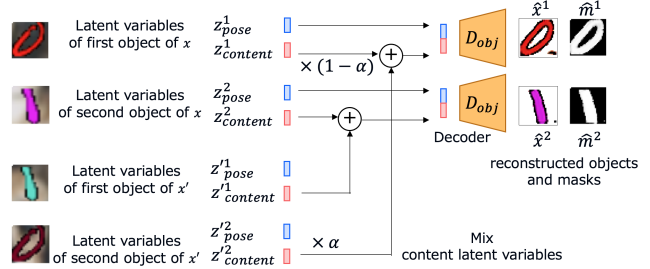 Latent variables
of first object of x
z¹pose
z¹content
× (1 − α)
+
Dobj
x̂¹
m̂¹
Latent variables
of second object of x
z²pose
z²content
+
Dobj
Decoder
x̂²
m̂²
reconstructed objects
and masks
Latent variables
of first object of x′
z′¹pose
z′¹content
Latent variables
of second object of x′
z′²pose
z′²content
× α
Mix
content latent variables